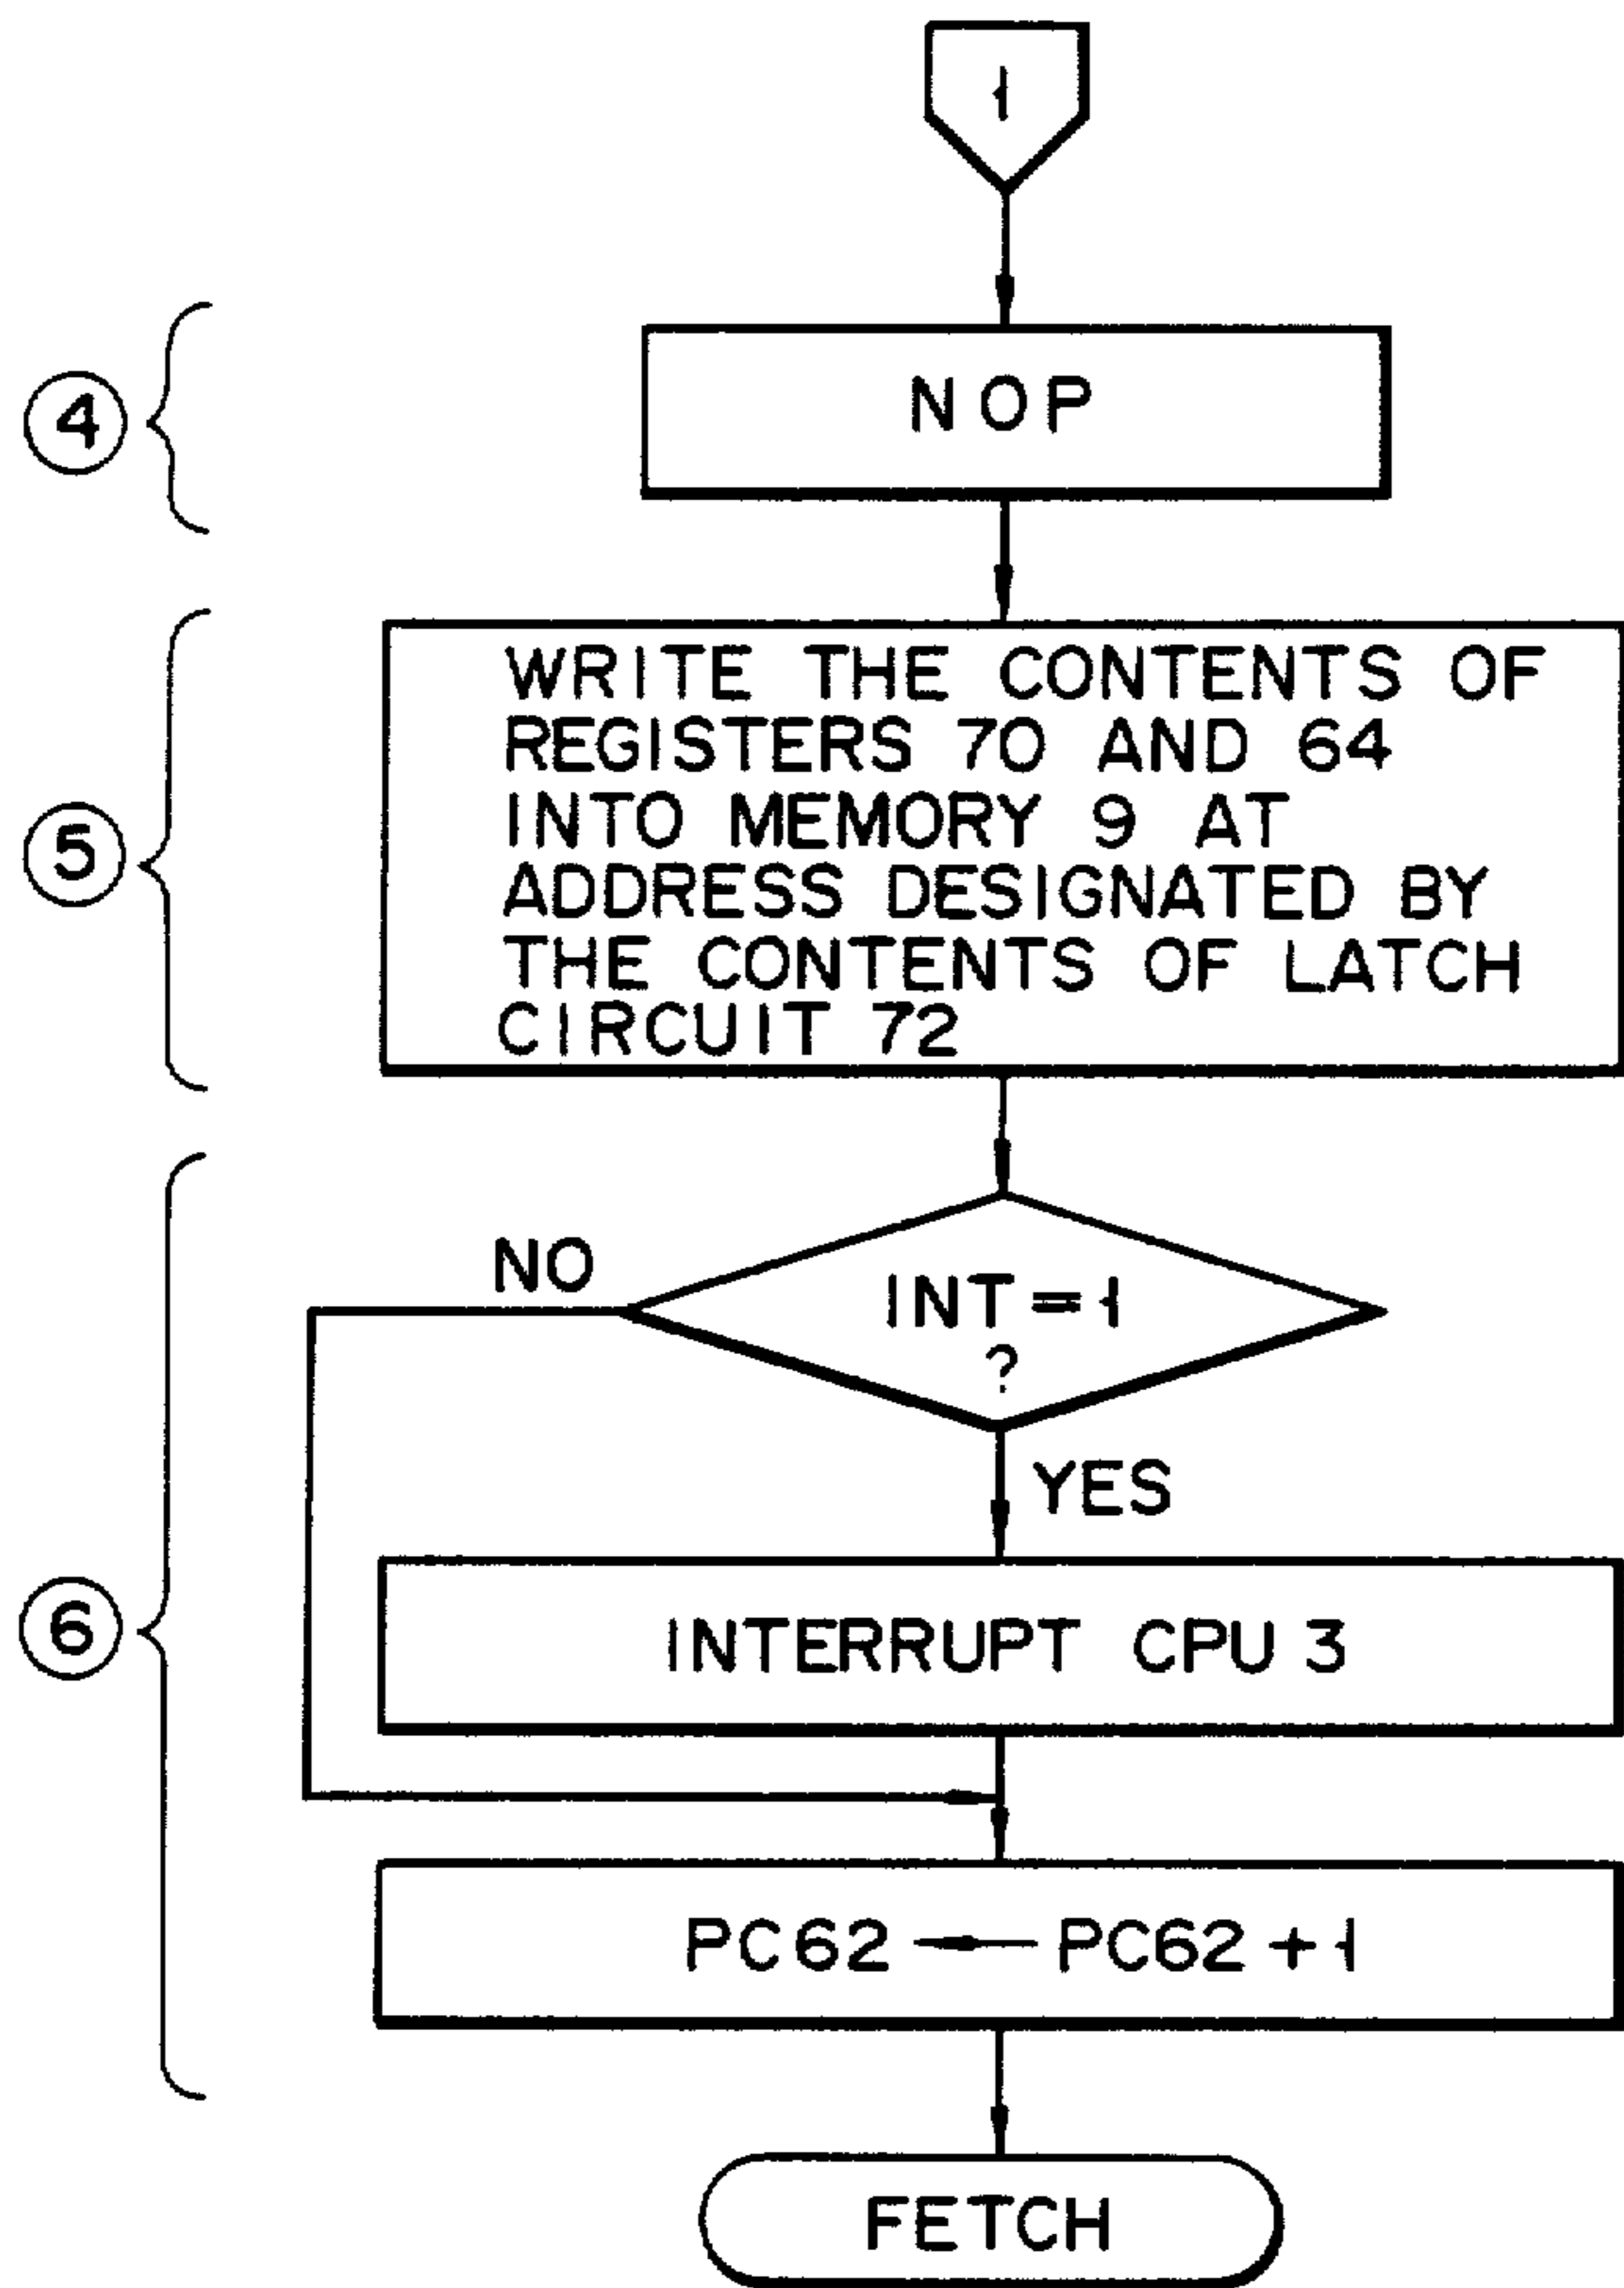 1
④
NOP
⑤
WRITE THE CONTENTS OF
REGISTERS 70 AND 64
INTO MEMORY 9 AT
ADDRESS DESIGNATED BY
THE CONTENTS OF LATCH
CIRCUIT 72
⑥
NO
INT=1
?
YES
INTERRUPT CPU 3
PC62 ← PC62 +1
FETCH